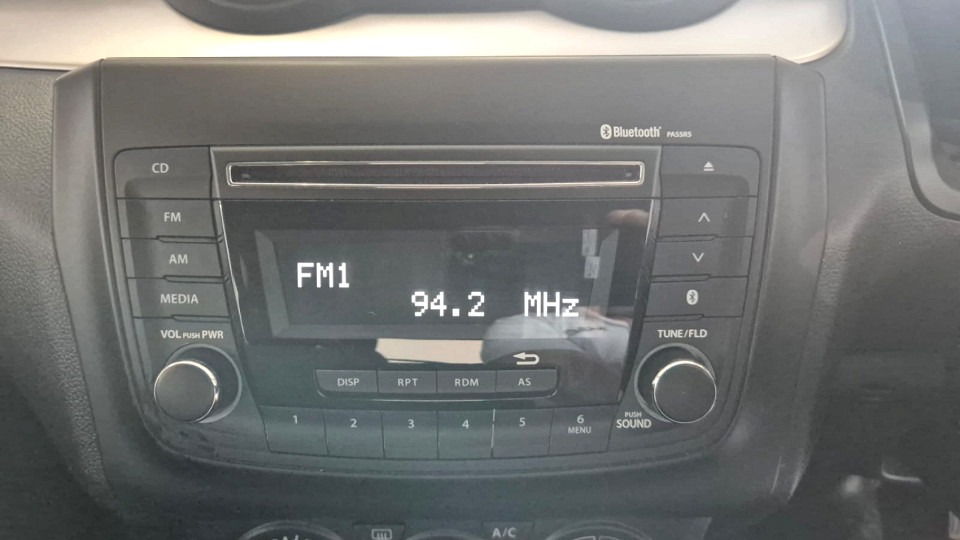 Bluetooth PASSR5
CD
FM
AM
MEDIA
VOL PUSH PWR
FM1
94.2 MHz
TUNE/FLD
DISP RPT RDM AS
1 2 3 4 5 6
MENU
PUSH
SOUND
A/C